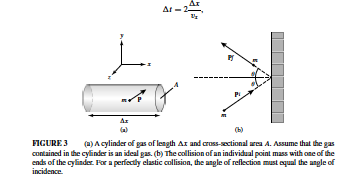 Δt = 2 Δx/v_x,
y
x
z
A
m P
Δx
(a)
Pf m
θ
θ
Pi
m
(b)
FIGURE 3 (a) A cylinder of gas of length Δx and cross-sectional area A. Assume that the gas
contained in the cylinder is an ideal gas. (b) The collision of an individual point mass with one of the
ends of the cylinder. For a perfectly elastic collision, the angle of reflection must equal the angle of
incidence.